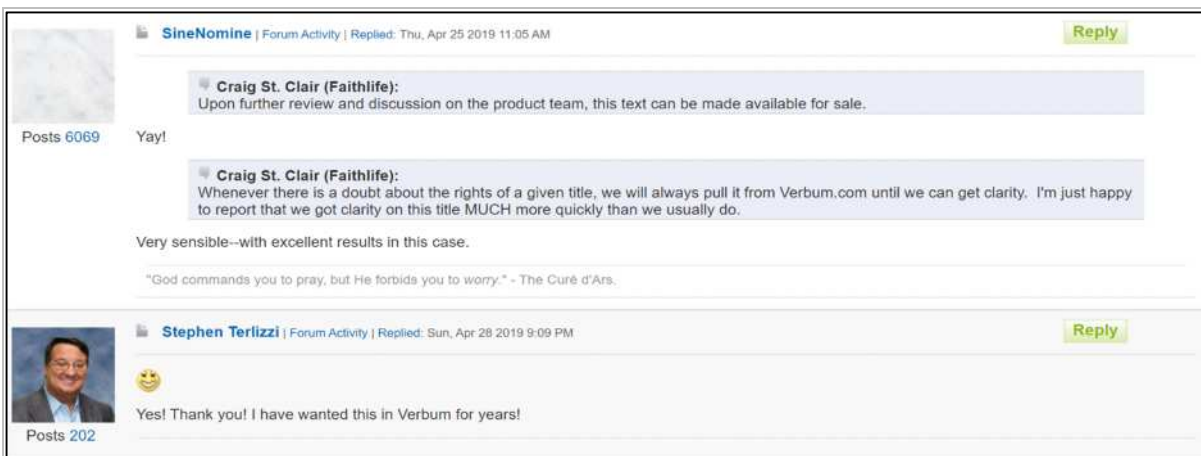 SineNomine | Forum Activity | Replied: Thu, Apr 25 2019 11:05 AM
Reply
Craig St. Clair (Faithlife):
Upon further review and discussion on the product team, this text can be made available for sale.
Posts 6069
Yay!
Craig St. Clair (Faithlife):
Whenever there is a doubt about the rights of a given title, we will always pull it from Verbum.com until we can get clarity.  I'm just happy
to report that we got clarity on this title MUCH more quickly than we usually do.
Very sensible--with excellent results in this case.
"God commands you to pray, but He forbids you to worry." - The Curé d'Ars.
Stephen Terlizzi | Forum Activity | Replied: Sun, Apr 28 2019 9:09 PM
Reply
Yes! Thank you! I have wanted this in Verbum for years!
Posts 202